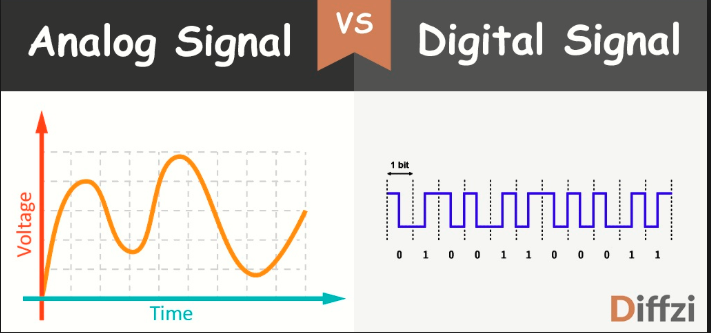 Analog Signal
VS
Digital Signal
Voltage
Time
1 bit
0 1 0 0 1 1 0 0 0 1 1
Diffzi